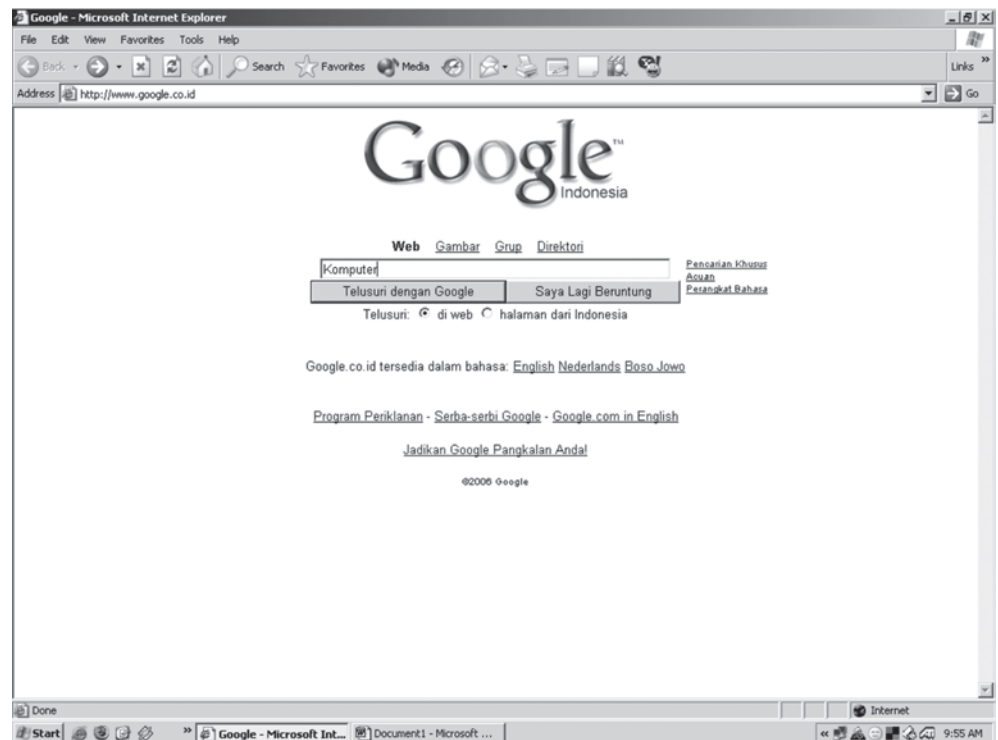 Google - Microsoft Internet Explorer
File Edit View Favorites Tools Help
Back Search Favorites Media Links »
Address http://www.google.co.id Go
Google™
Indonesia
Web Gambar Grup Direktori
Komputer
Pencarian Khusus
Acuan
Perangkat Bahasa
Telusuri dengan Google Saya Lagi Beruntung
Telusuri: di web halaman dari Indonesia
Google.co.id tersedia dalam bahasa: English Nederlands Boso Jowo
Program Periklanan - Serba-serbi Google - Google.com in English
Jadikan Google Pangkalan Anda!
©2006 Google
Done Internet
Start » Google - Microsoft Int... Document1 - Microsoft ... « 9:55 AM